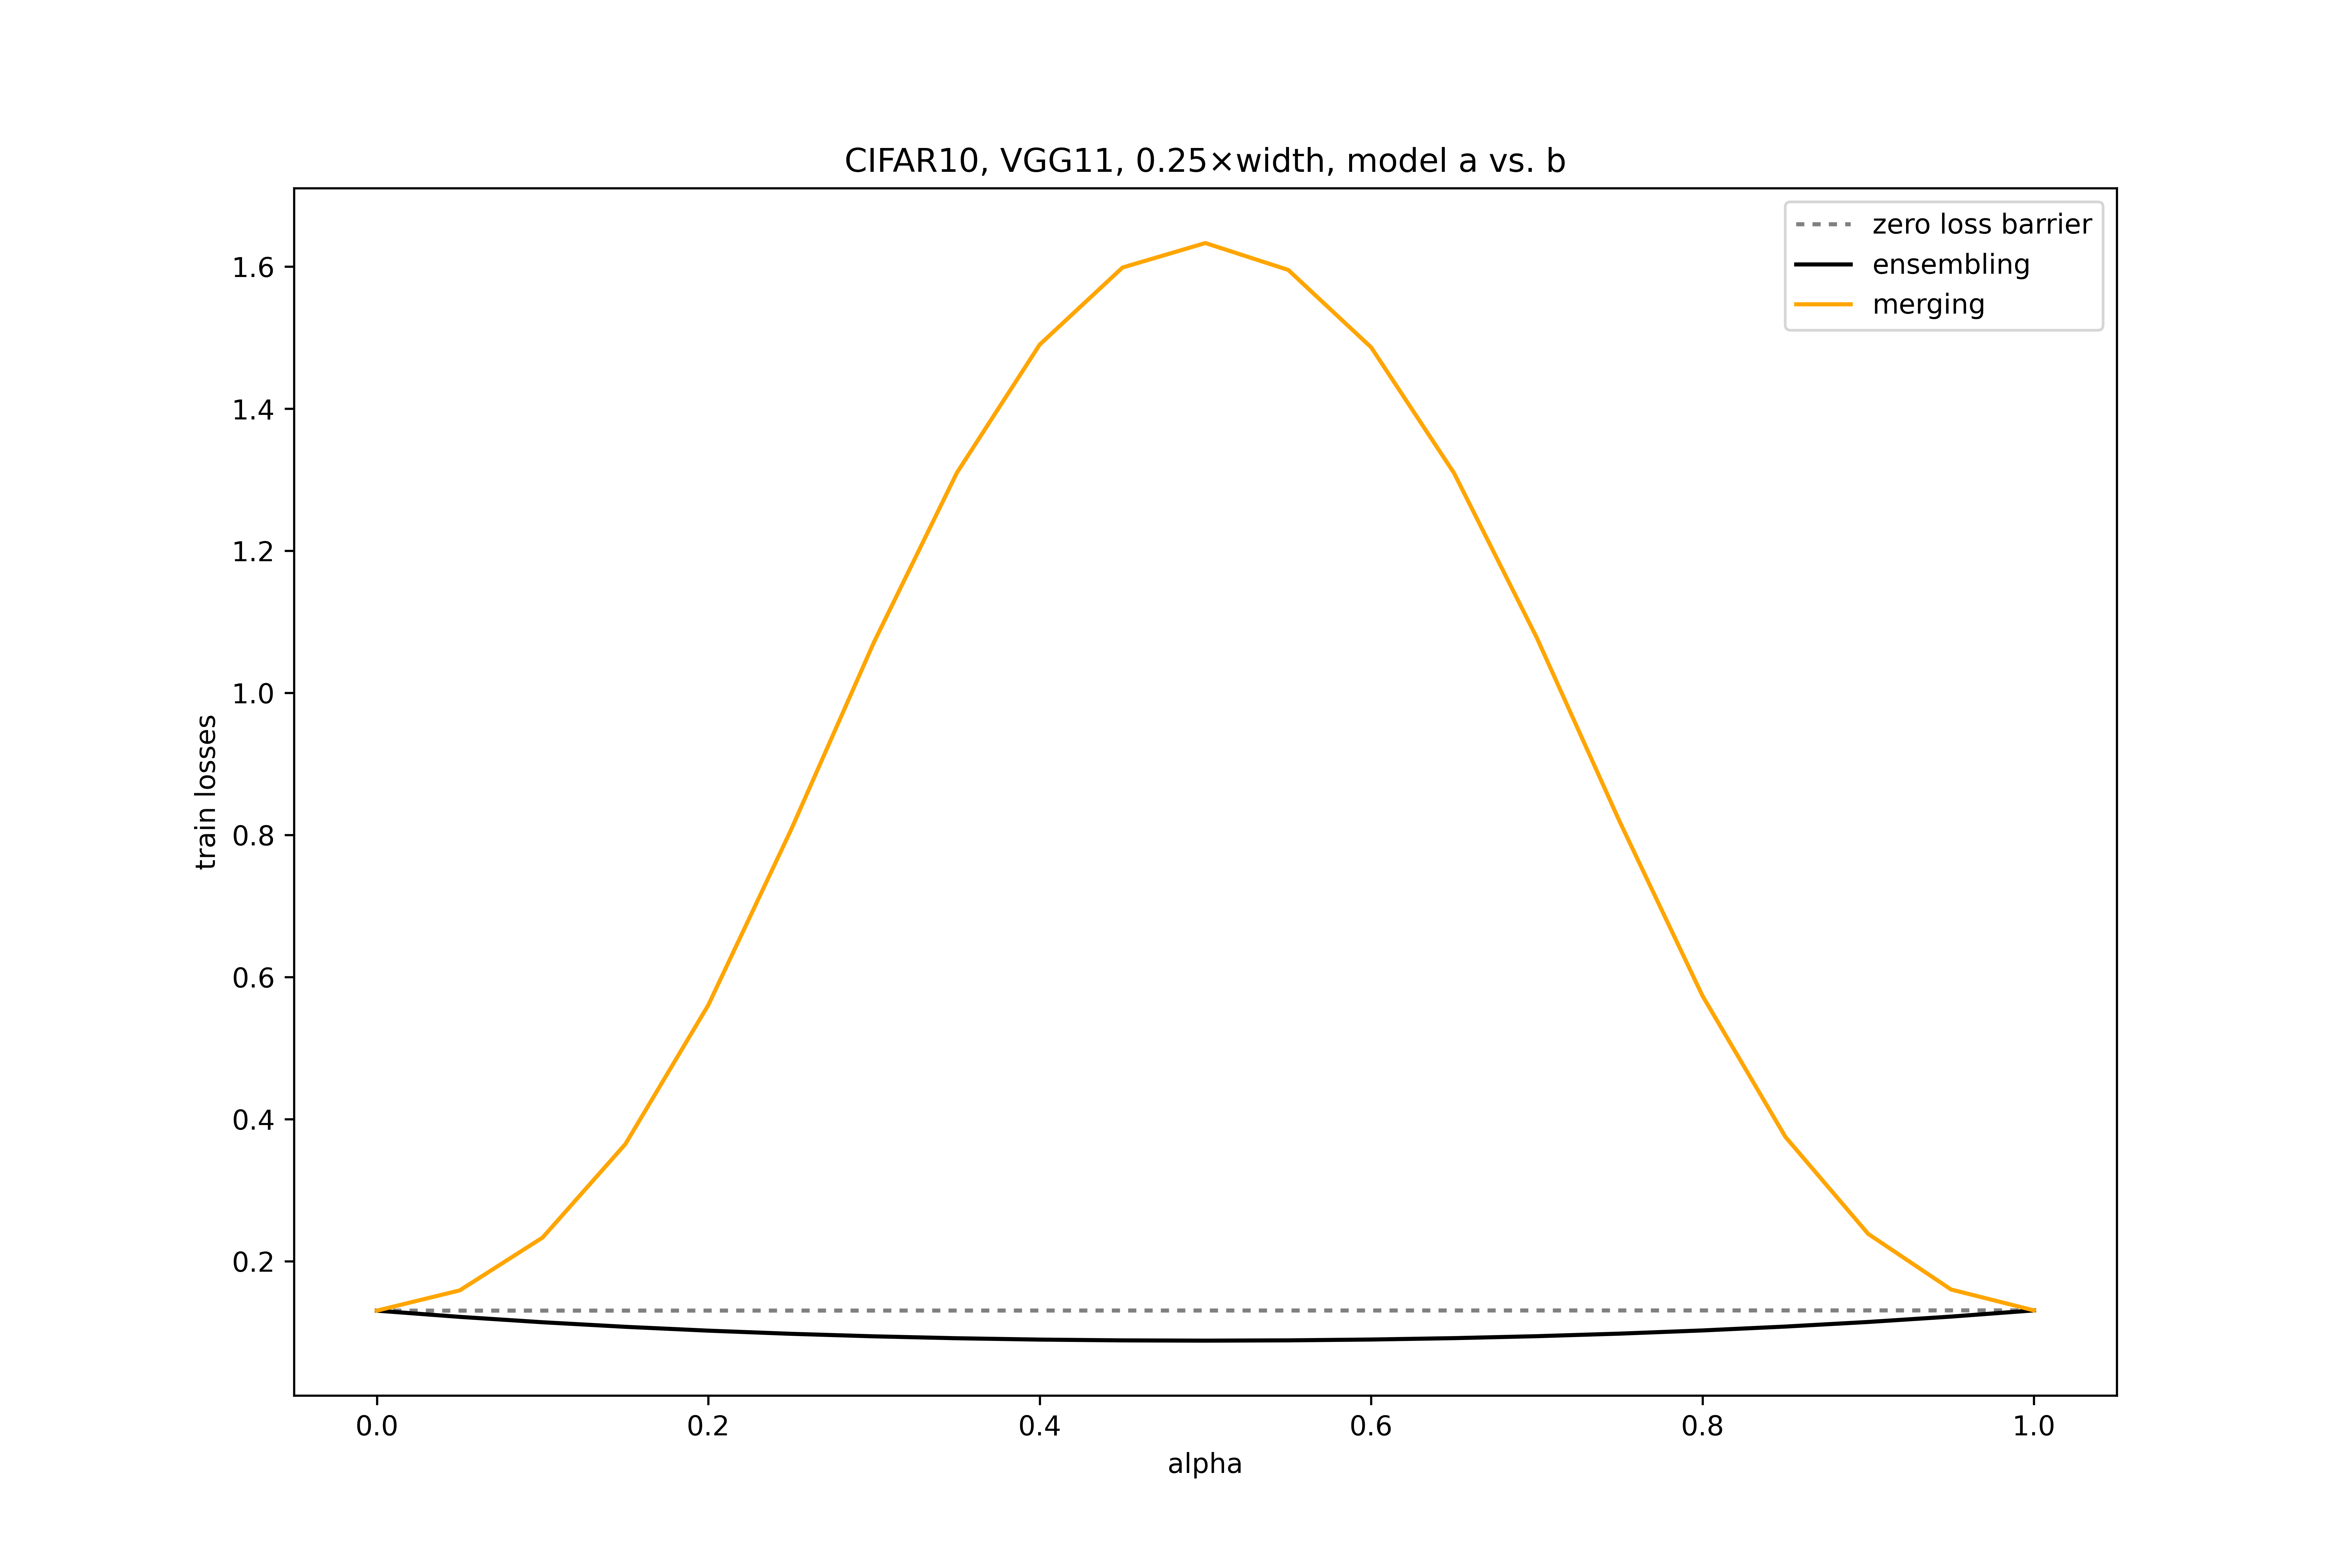 CIFAR10, VGG11, 0.25×width, model a vs. b
zero loss barrier
ensembling
merging
train losses
1.6
1.4
1.2
1.0
0.8
0.6
0.4
0.2
0.0 0.2 0.4 0.6 0.8 1.0
alpha